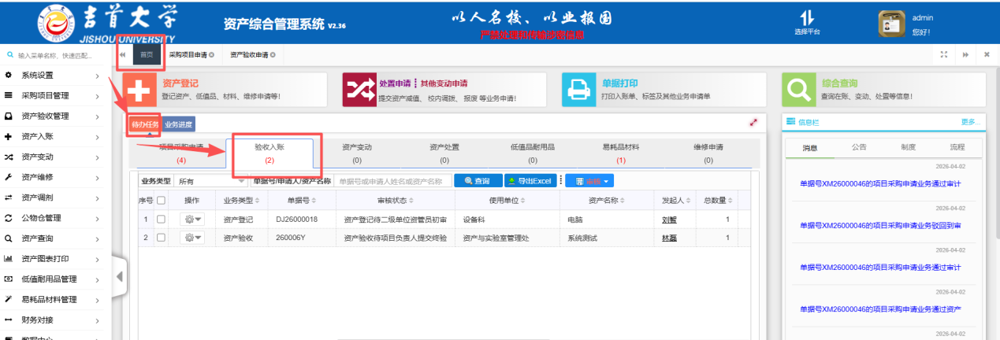 吉首大学
JISHOU UNIVERSITY
资产综合管理系统 V2.36
以人名校、以业报国
严禁处理和传输涉密信息
选择平台
admin
您好!
输入菜单名称，快速匹配...
首页
采购项目申请
资产验收申请
系统设置
采购项目管理
资产验收管理
资产入账
资产变动
资产维修
资产调剂
公物仓管理
资产查询
资产图表打印
低值耐用品管理
易耗品材料管理
财务对接
数据中心
资产登记
登记资产、低值品、材料、维修申请等!
处置申请
其他变动申请
提交资产减值、校内调拨、报废 等业务申请!
单据打印
打印入账单、标签及其他业务申请单
综合查询
查询在账、变动、处置等信息!
待办任务
业务进度
项目采购申请
(4)
验收入账
(2)
资产变动
(0)
资产处置
(0)
低值品耐用品
(0)
易耗品材料
(1)
维修申请
(0)
业务类型
所有
单据号/申请人/资产名称
单据号或申请人姓名或资产名称
查询
导出Excel
审核
序号 操作 业务类型 单据号 审核状态 使用单位 资产名称 发起人 总数量
1 资产登记 DJ26000018 资产登记待二级单位资管员初审 设备科 电脑 刘智 1
2 资产验收 260006Y 资产验收待项目负责人提交终验 资产与实验室管理处 系统测试 林磊 1
信息栏
更多...
消息 公告 制度 流程
2026-04-02
单据号XM26000046的项目采购申请业务通过审计
2026-04-02
单据号XM26000046的项目采购申请业务驳回到审
2026-04-02
单据号XM26000046的项目采购申请业务通过审计
2026-04-02
单据号XM26000046的项目采购申请业务通过资产
2026-04-02